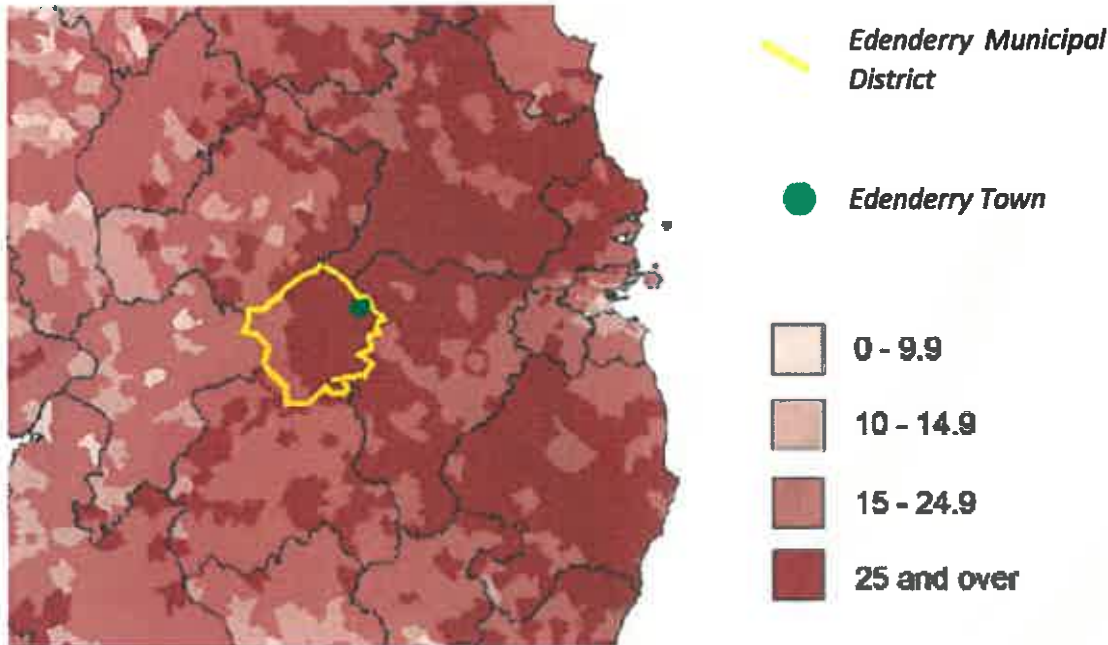 Edenderry Municipal
District
Edenderry Town
0 - 9.9
10 - 14.9
15 - 24.9
25 and over